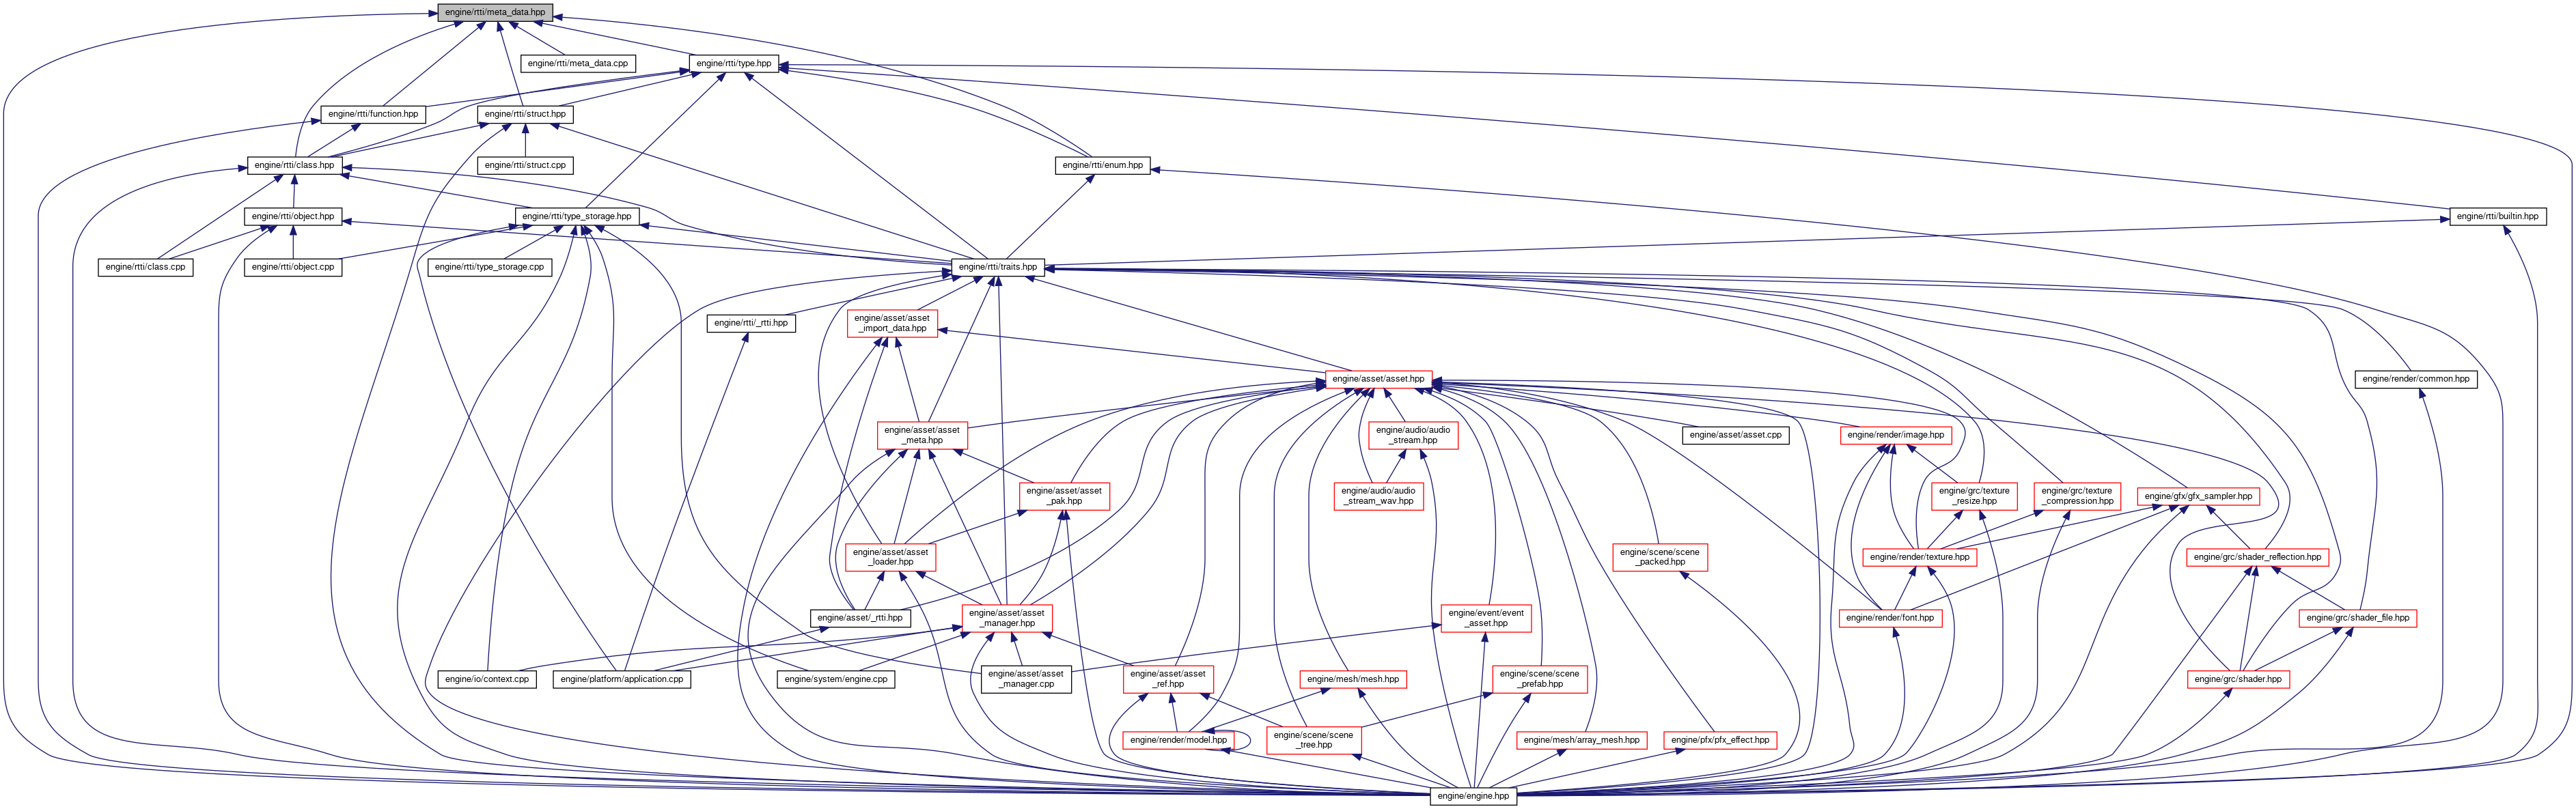 engine/rtti/meta_data.hpp
engine/rtti/meta_data.cpp
engine/rtti/type.hpp
engine/rtti/function.hpp
engine/rtti/struct.hpp
engine/rtti/class.hpp
engine/rtti/struct.cpp
engine/rtti/enum.hpp
engine/rtti/object.hpp
engine/rtti/type_storage.hpp
engine/rtti/builtin.hpp
engine/rtti/class.cpp
engine/rtti/object.cpp
engine/rtti/type_storage.cpp
engine/rtti/traits.hpp
engine/rtti/_rtti.hpp
engine/asset/asset
_import_data.hpp
engine/asset/asset.hpp
engine/render/common.hpp
engine/asset/asset
_meta.hpp
engine/audio/audio
_stream.hpp
engine/asset/asset.cpp
engine/render/image.hpp
engine/asset/asset
_pak.hpp
engine/audio/audio
_stream_wav.hpp
engine/grc/texture
_resize.hpp
engine/grc/texture
_compression.hpp
engine/gfx/gfx_sampler.hpp
engine/asset/asset
_loader.hpp
engine/scene/scene
_packed.hpp
engine/render/texture.hpp
engine/grc/shader_reflection.hpp
engine/asset/_rtti.hpp
engine/asset/asset
_manager.hpp
engine/event/event
_asset.hpp
engine/render/font.hpp
engine/grc/shader_file.hpp
engine/io/context.cpp
engine/platform/application.cpp
engine/system/engine.cpp
engine/asset/asset
_manager.cpp
engine/asset/asset
_ref.hpp
engine/mesh/mesh.hpp
engine/scene/scene
_prefab.hpp
engine/grc/shader.hpp
engine/render/model.hpp
engine/scene/scene
_tree.hpp
engine/mesh/array_mesh.hpp
engine/pfx/pfx_effect.hpp
engine/engine.hpp